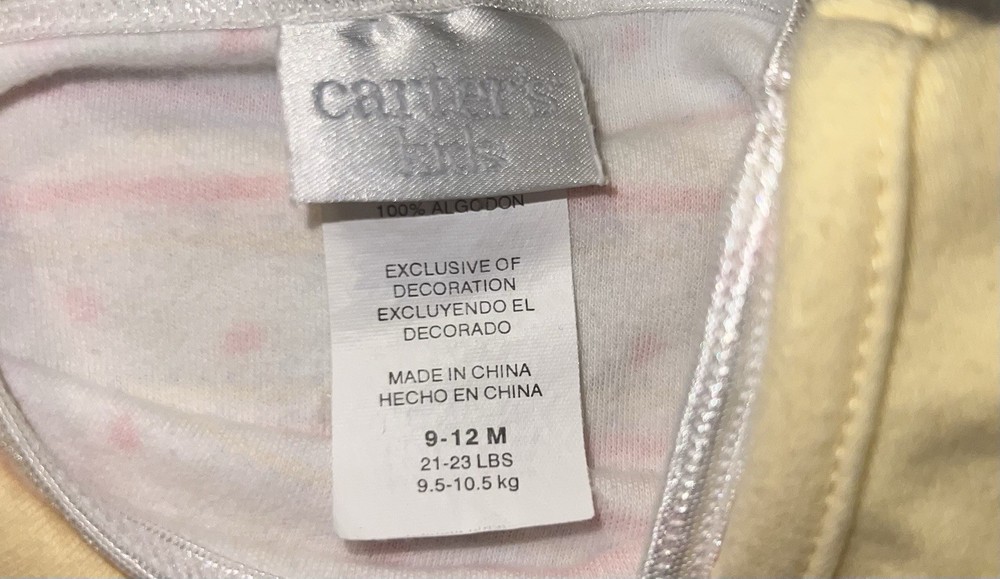 carter's
kids
100% ALGODON
EXCLUSIVE OF
DECORATION
EXCLUYENDO EL
DECORADO
MADE IN CHINA
HECHO EN CHINA
9-12 M
21-23 LBS
9.5-10.5 kg